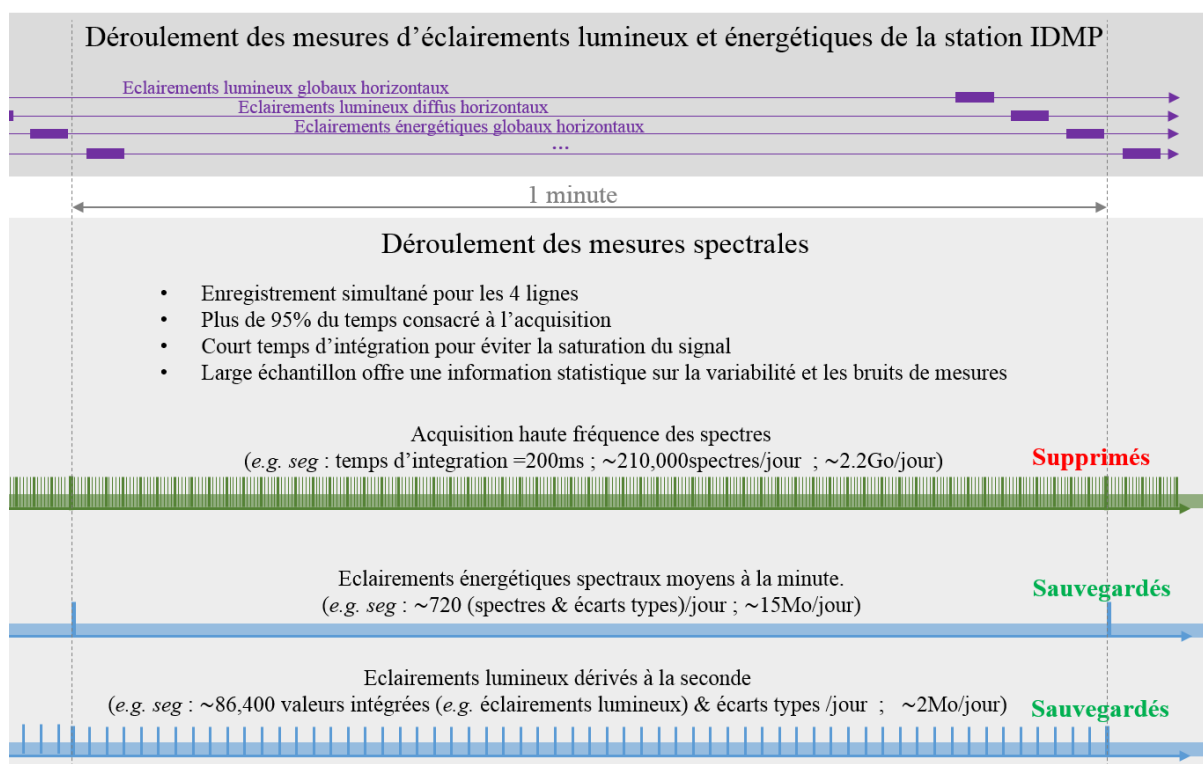 Déroulement des mesures d’éclairements lumineux et énergétiques de la station IDMP
Eclairements lumineux globaux horizontaux
Eclairements lumineux diffus horizontaux
Eclairements énergétiques globaux horizontaux
...
1 minute
Déroulement des mesures spectrales
• Enregistrement simultané pour les 4 lignes
• Plus de 95% du temps consacré à l’acquisition
• Court temps d’intégration pour éviter la saturation du signal
• Large échantillon offre une information statistique sur la variabilité et les bruits de mesures
Acquisition haute fréquence des spectres
(e.g. seg : temps d’integration =200ms ; ~210,000spectres/jour ; ~2.2Go/jour)
Supprimés
Eclairements énergétiques spectraux moyens à la minute.
(e.g. seg : ~720 (spectres & écarts types)/jour ; ~15Mo/jour)
Sauvegardés
Eclairements lumineux dérivés à la seconde
(e.g. seg : ~86,400 valeurs intégrées (e.g. éclairements lumineux) & écarts types /jour ; ~2Mo/jour)
Sauvegardés